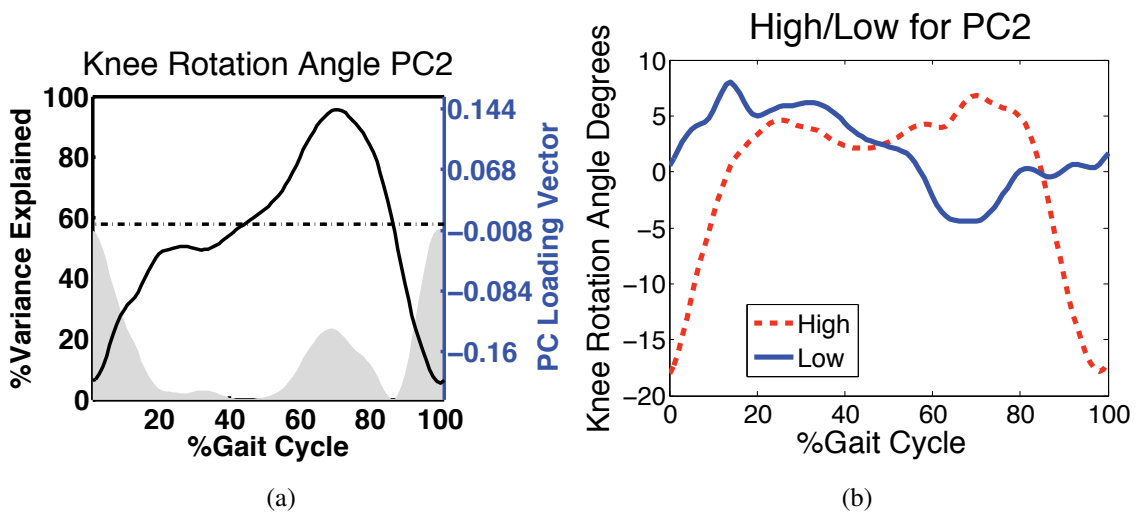 Knee Rotation Angle PC2
%Variance Explained
100
80
60
40
20
0
20 40 60 80 100
%Gait Cycle
0.144
0.068
−0.008
−0.084
−0.16
PC Loading Vector
(a)
High/Low for PC2
Knee Rotation Angle Degrees
10
5
0
−5
−10
−15
−20
High
Low
0 20 40 60 80 100
%Gait Cycle
(b)